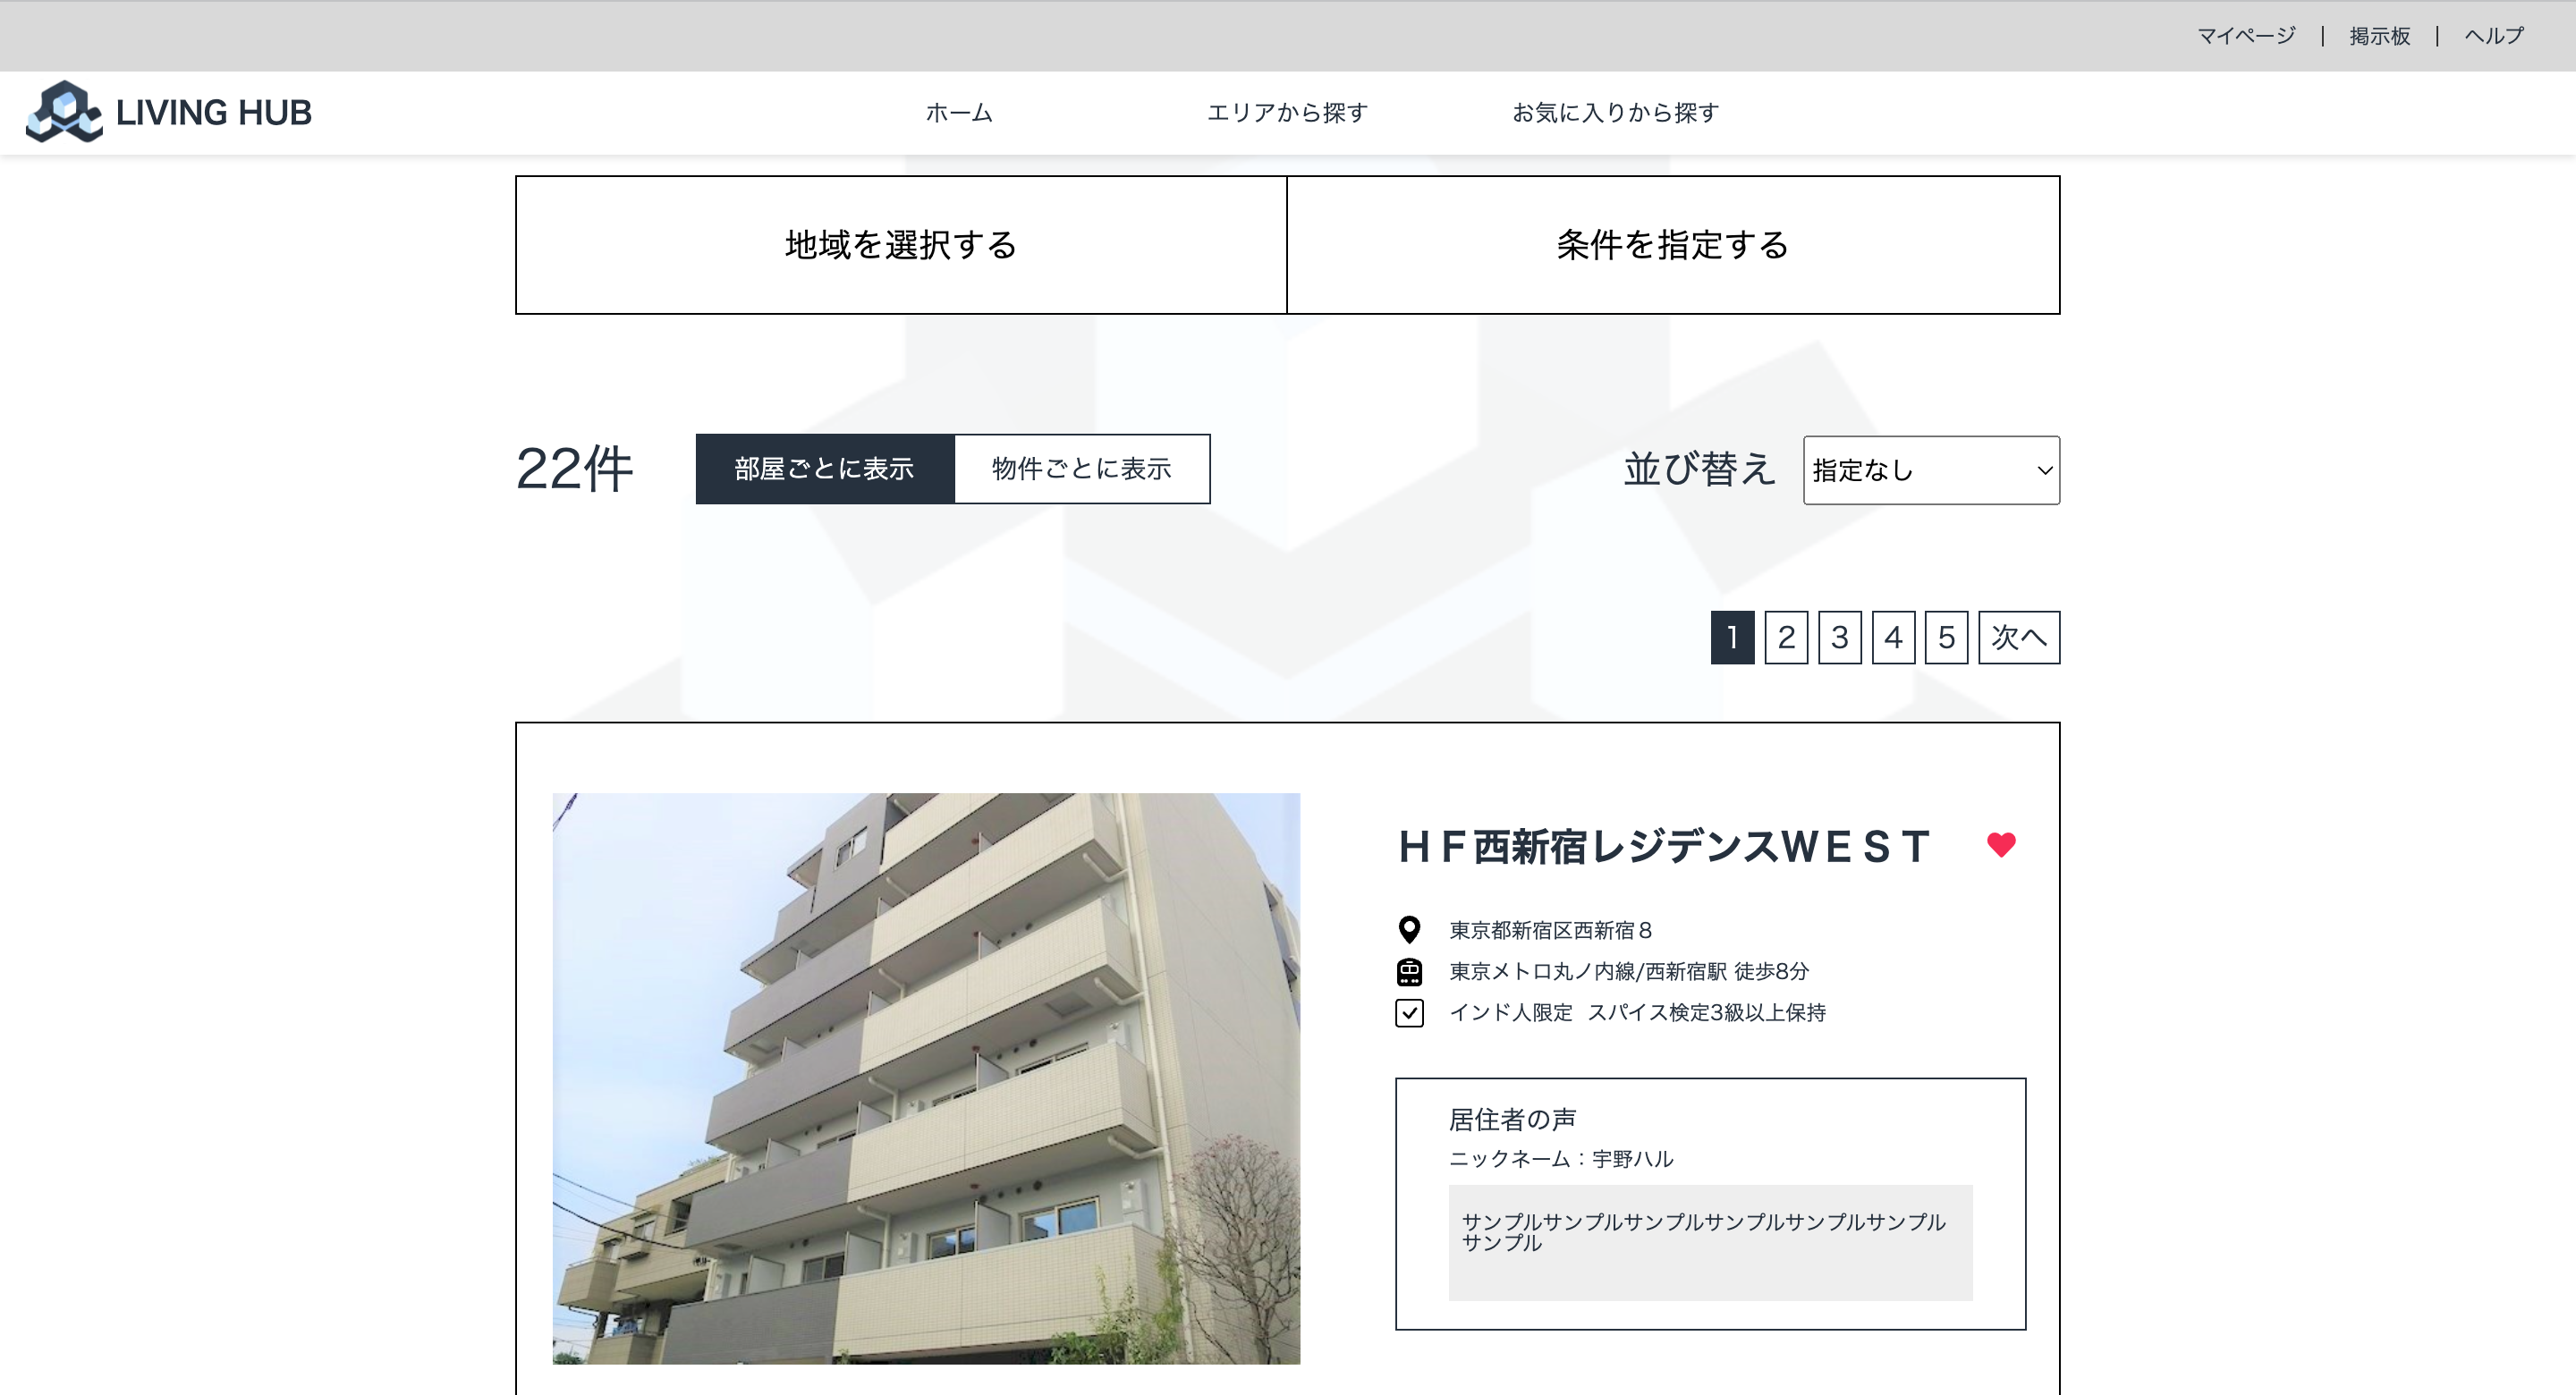 マイページ | 掲示板 | ヘルプ
LIVING HUB
ホーム エリアから探す お気に入りから探す
地域を選択する 条件を指定する
22件 部屋ごとに表示 物件ごとに表示 並び替え 指定なし
1 2 3 4 5 次へ
ＨＦ西新宿レジデンスＷＥＳＴ
東京都新宿区西新宿８
東京メトロ丸ノ内線/西新宿駅 徒歩8分
インド人限定 スパイス検定3級以上保持
居住者の声
ニックネーム：宇野ハル
サンプルサンプルサンプルサンプルサンプルサンプル
サンプル